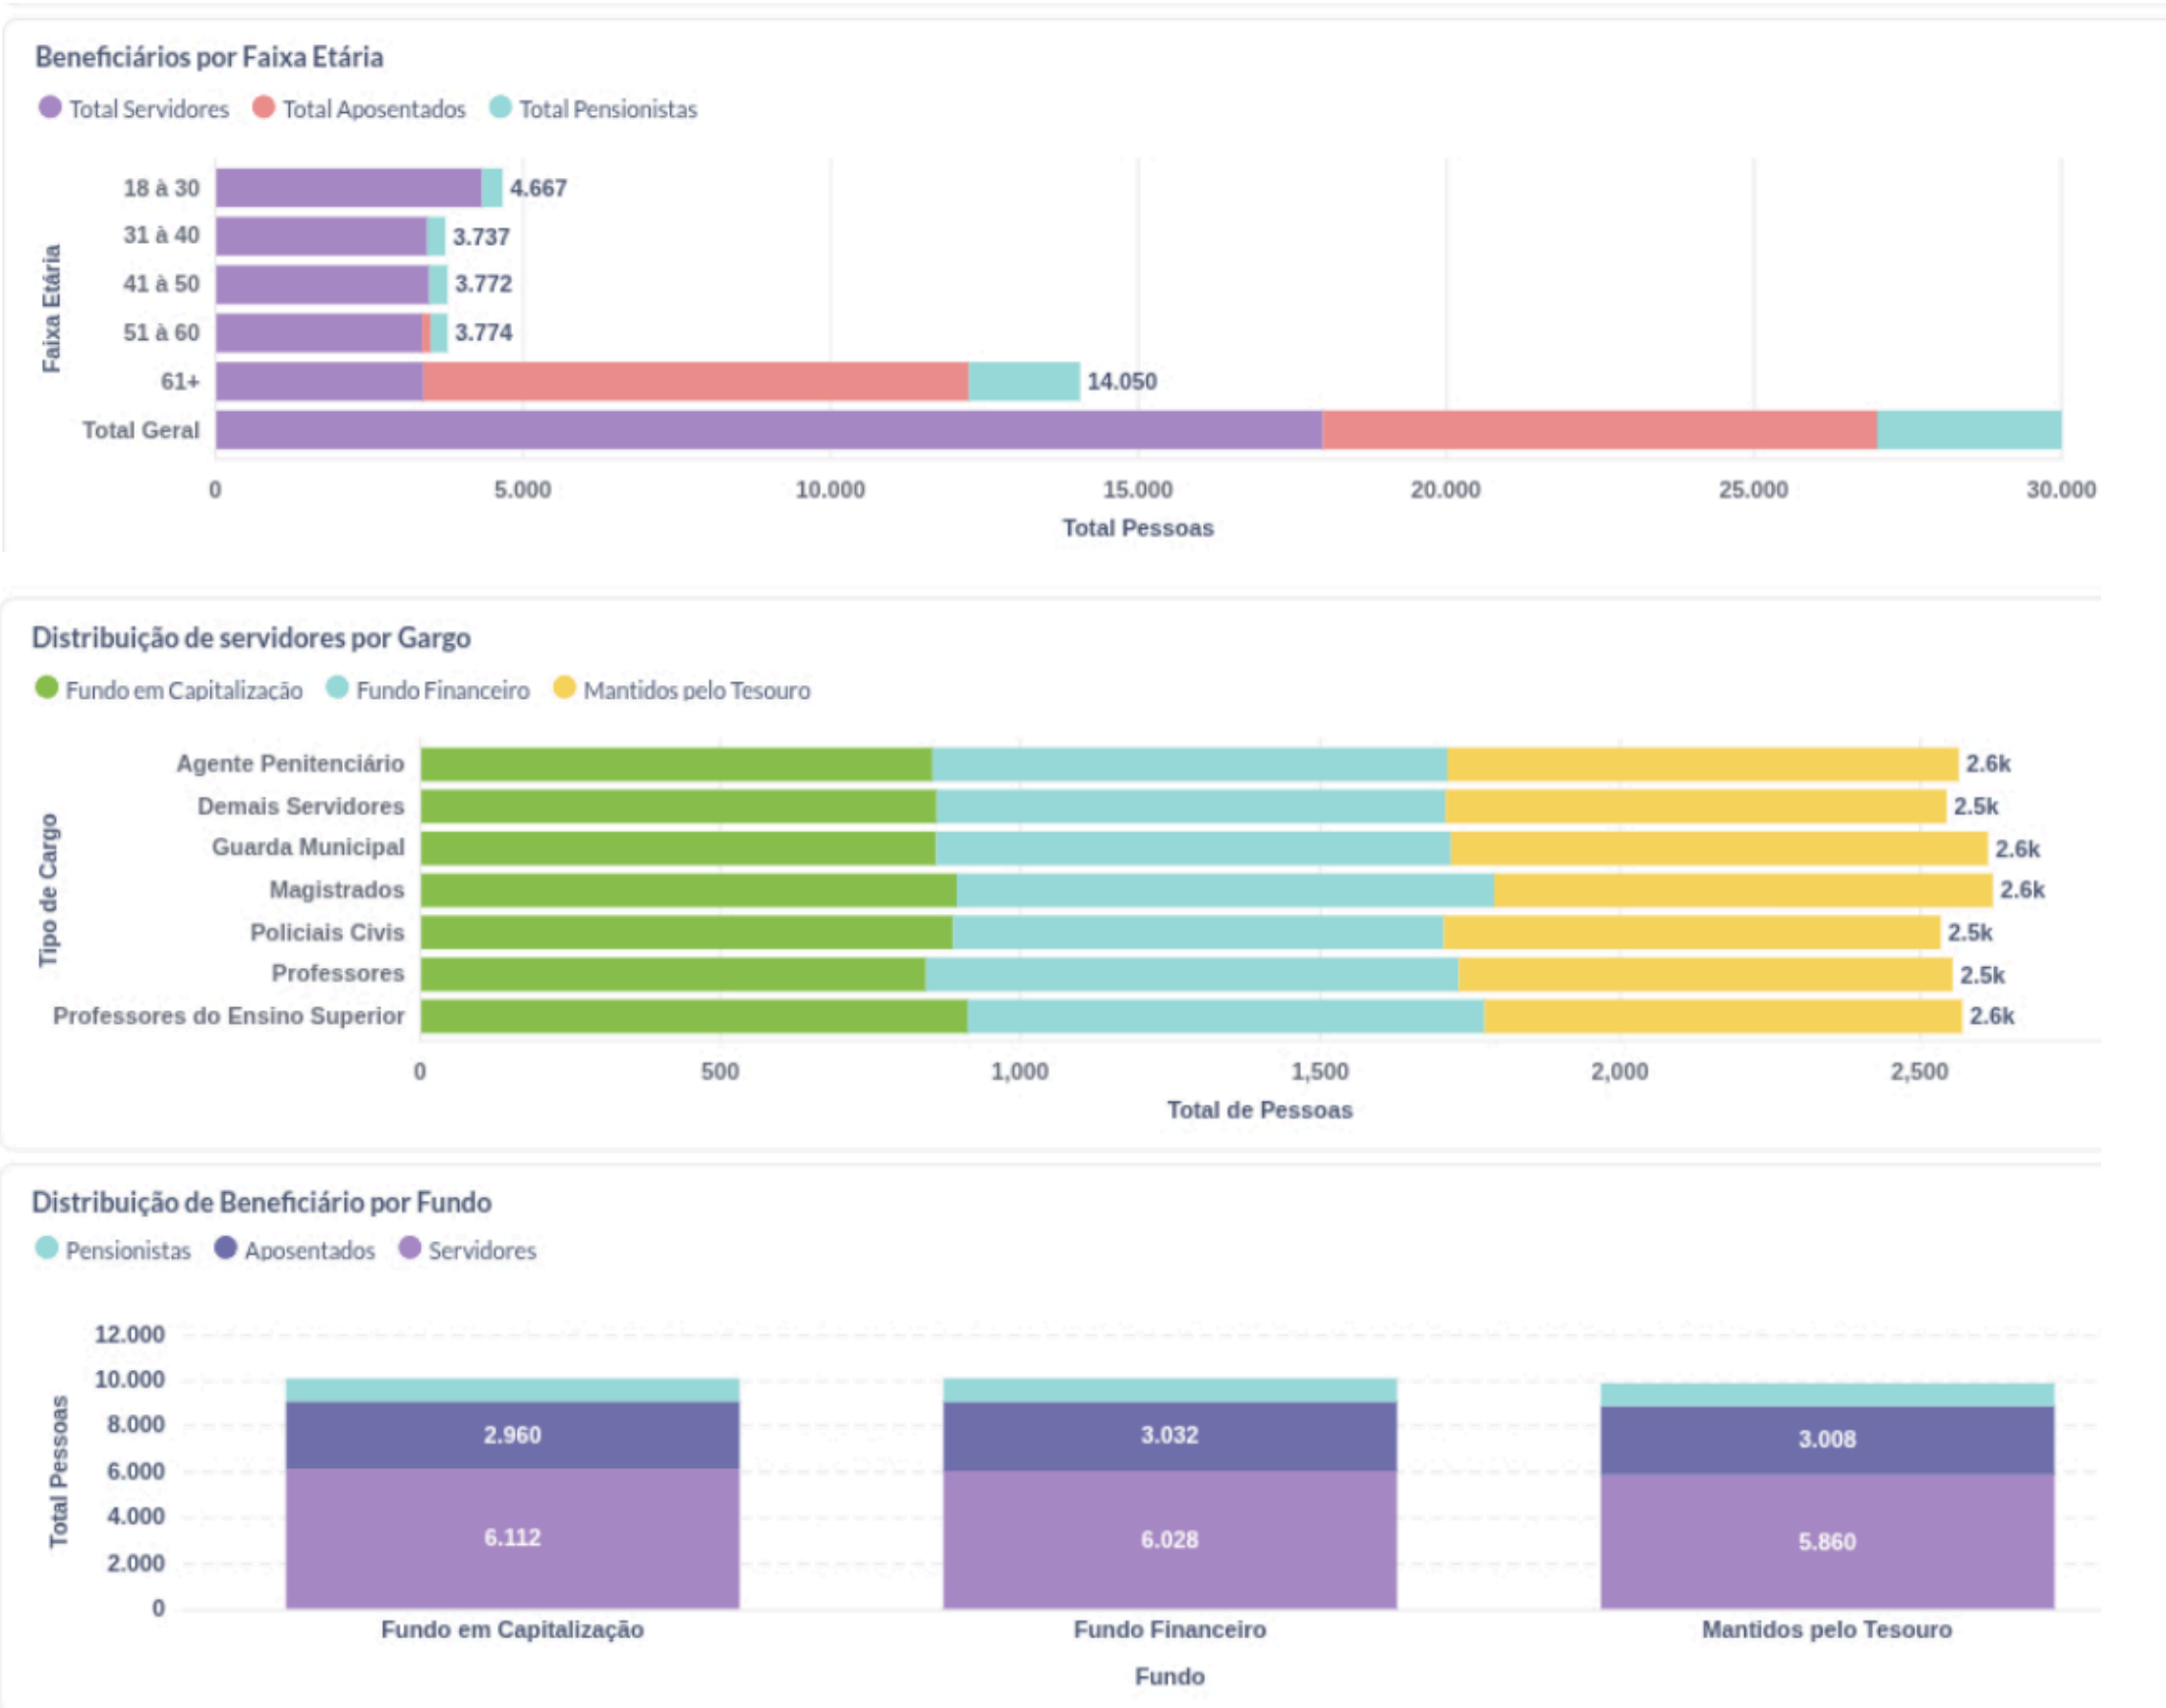 Beneficiários por Faixa Etária
Total Servidores Total Aposentados Total Pensionistas
Faixa Etária
18 à 30 4.667
31 à 40 3.737
41 à 50 3.772
51 à 60 3.774
61+ 14.050
Total Geral
0 5.000 10.000 15.000 20.000 25.000 30.000
Total Pessoas
Distribuição de servidores por Gargo
Fundo em Capitalização Fundo Financeiro Mantidos pelo Tesouro
Tipo de Cargo
Agente Penitenciário 2.6k
Demais Servidores 2.5k
Guarda Municipal 2.6k
Magistrados 2.6k
Policiais Civis 2.5k
Professores 2.5k
Professores do Ensino Superior 2.6k
0 500 1,000 1,500 2,000 2,500
Total de Pessoas
Distribuição de Beneficiário por Fundo
Pensionistas Aposentados Servidores
Total Pessoas
12.000
10.000
8.000
6.000
4.000
2.000
0
2.960 3.032 3.008
6.112 6.028 5.860
Fundo em Capitalização Fundo Financeiro Mantidos pelo Tesouro
Fundo